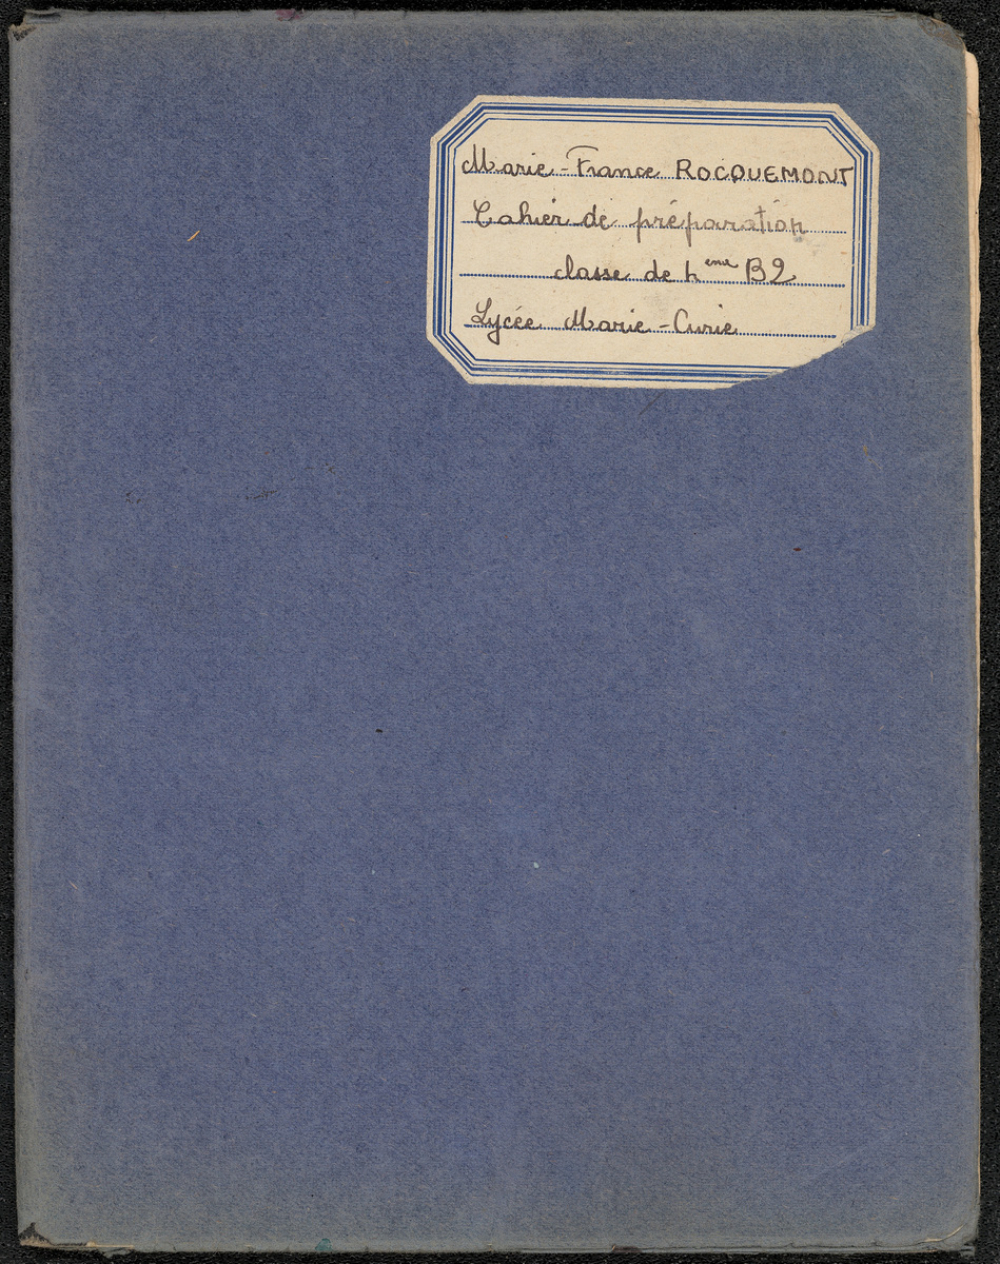 Marie-France ROCQUEMONT
Cahier de préparation
classe de 4ème B2
Lycée Marie-Curie